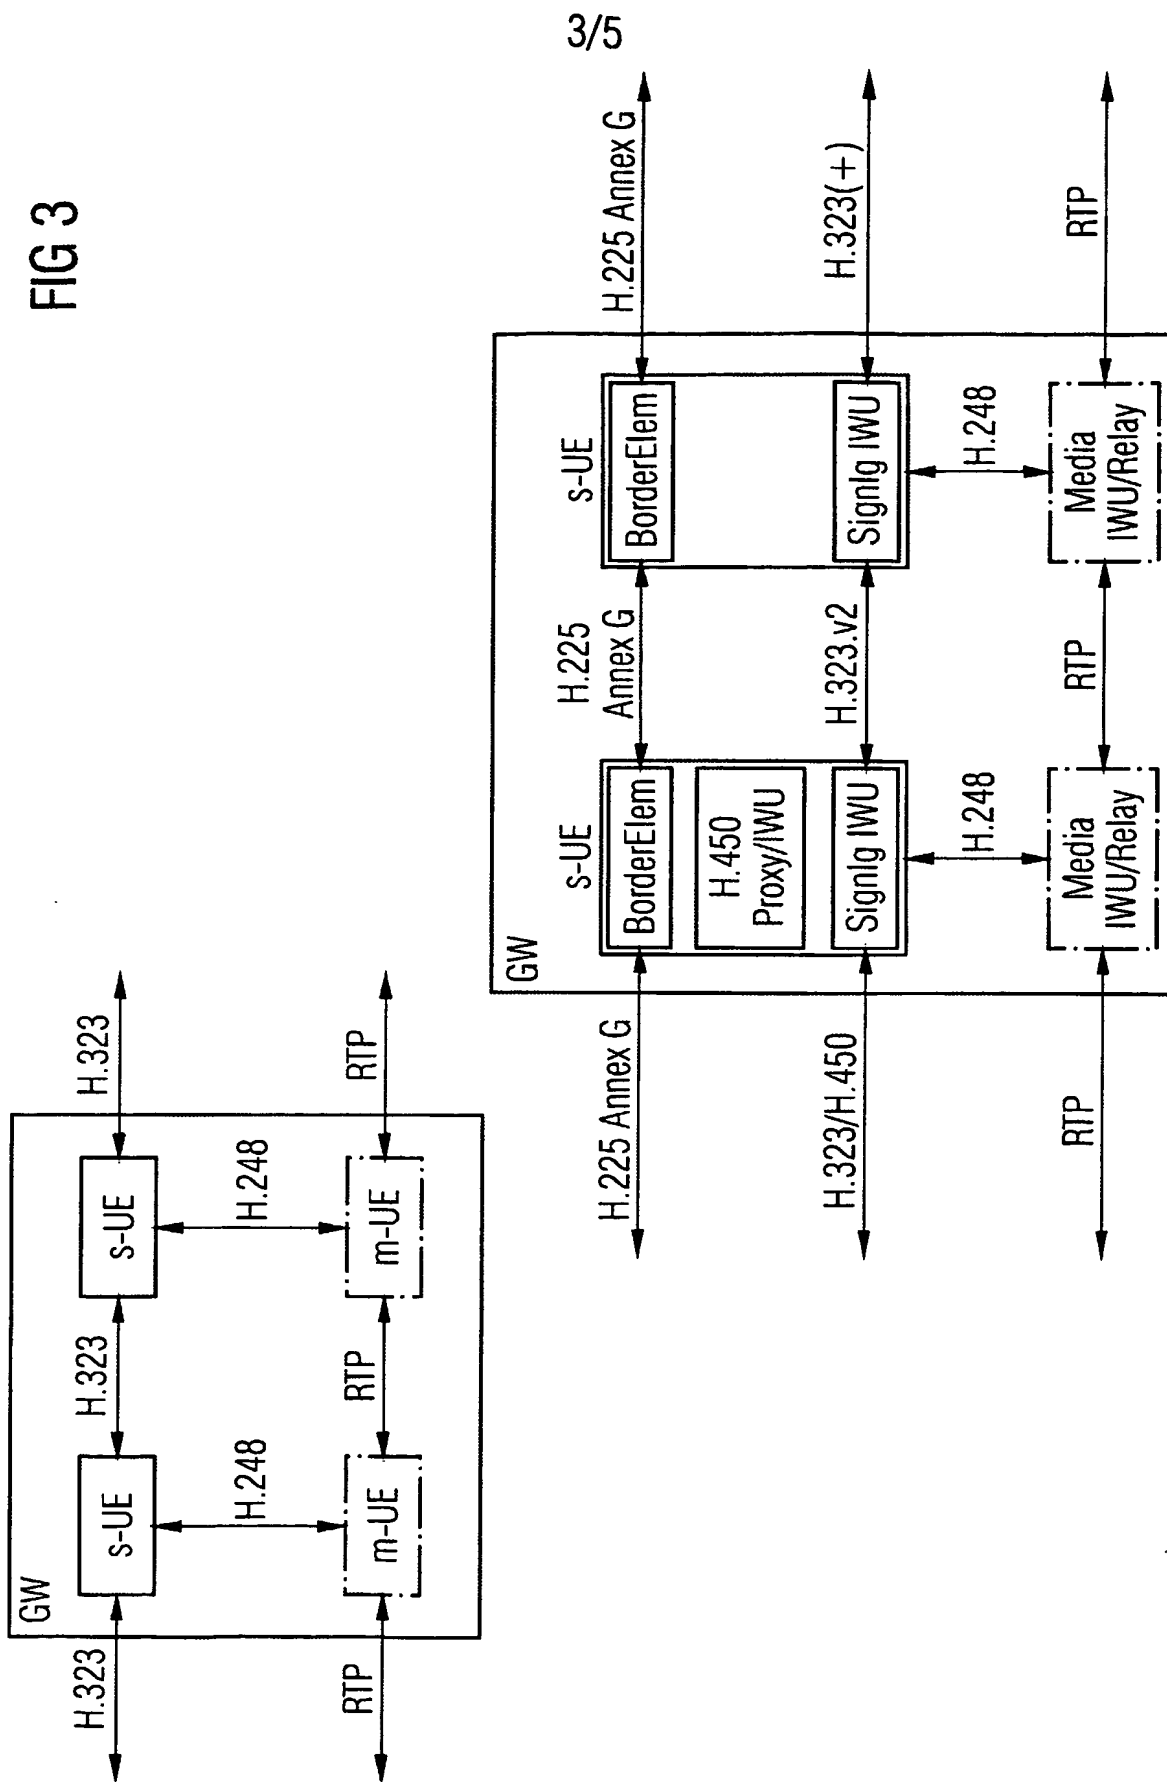 3/5
FIG 3
GW
H.323
s-UE
H.323
s-UE
H.323
H.248
H.248
RTP
m-UE
RTP
m-UE
RTP
GW
s-UE
s-UE
H.225 Annex G
BorderElem
H.225
Annex G
BorderElem
H.225 Annex G
H.450
Proxy/IWU
H.323/H.450
Signlg IWU
H.323.v2
Signlg IWU
H.323(+)
H.248
H.248
RTP
Media
IWU/Relay
RTP
Media
IWU/Relay
RTP